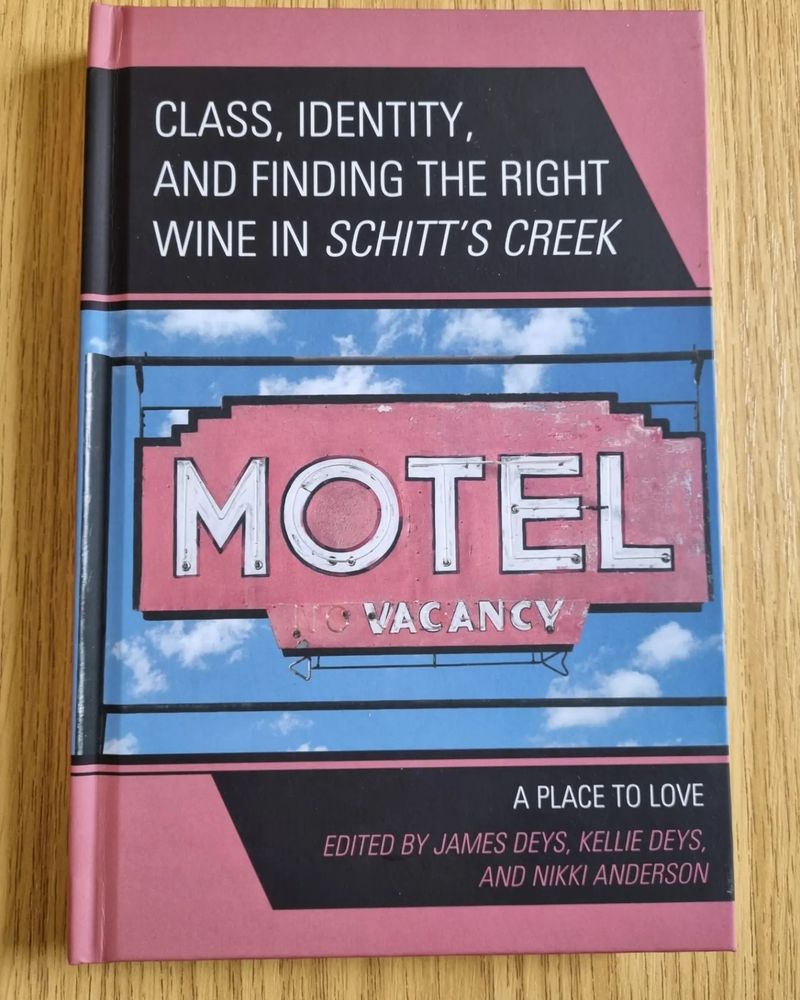 CLASS, IDENTITY,
AND FINDING THE RIGHT
WINE IN SCHITT'S CREEK
MOTEL
NO VACANCY
A PLACE TO LOVE
EDITED BY JAMES DEYS, KELLIE DEYS,
AND NIKKI ANDERSON